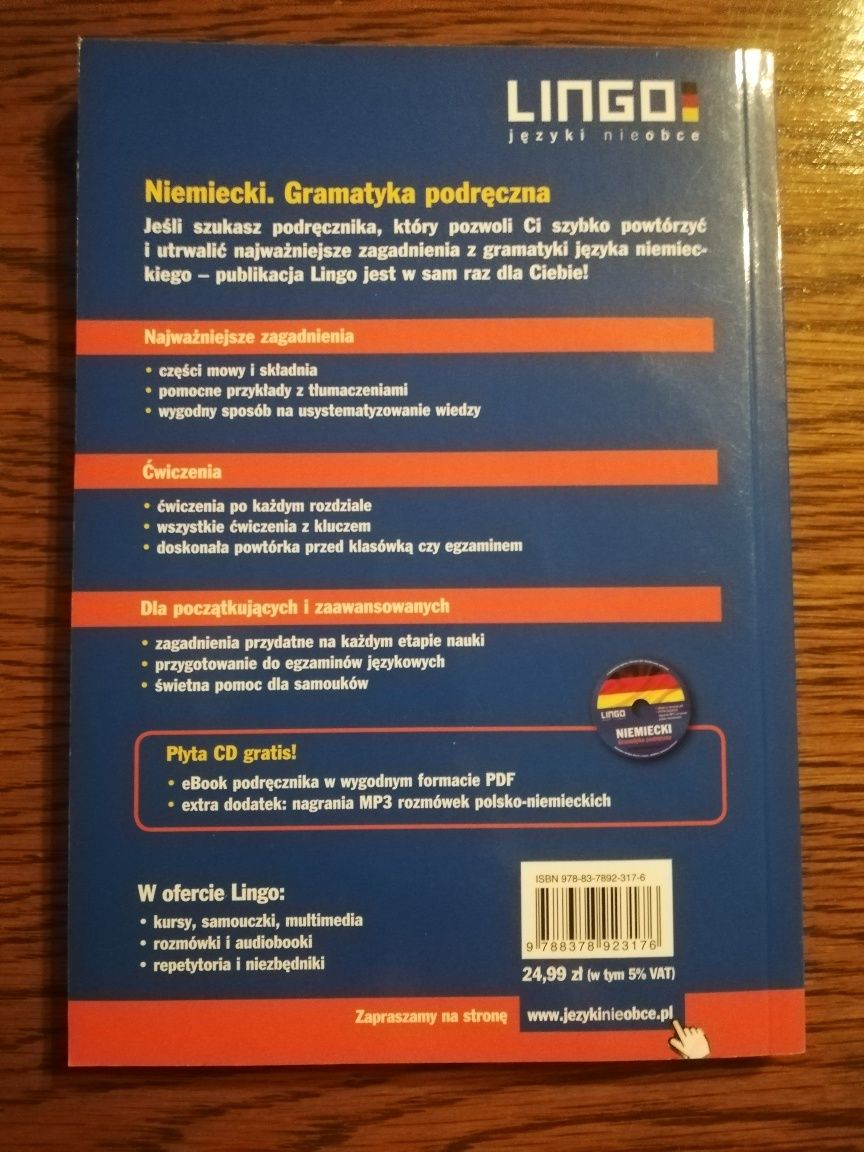 LINGO
języki nieobce
Niemiecki. Gramatyka podręczna
Jeśli szukasz podręcznika, który pozwoli Ci szybko powtórzyć
i utrwalić najważniejsze zagadnienia z gramatyki języka niemiec-
kiego – publikacja Lingo jest w sam raz dla Ciebie!
Najważniejsze zagadnienia
• części mowy i składnia
• pomocne przykłady z tłumaczeniami
• wygodny sposób na usystematyzowanie wiedzy
Ćwiczenia
• ćwiczenia po każdym rozdziale
• wszystkie ćwiczenia z kluczem
• doskonała powtórka przed klasówką czy egzaminem
Dla początkujących i zaawansowanych
• zagadnienia przydatne na każdym etapie nauki
• przygotowanie do egzaminów językowych
• świetna pomoc dla samouków
LINGO
NIEMIECKI
Gramatyka podręczna
Płyta CD gratis!
• eBook podręcznika w wygodnym formacie PDF
• extra dodatek: nagrania MP3 rozmówek polsko-niemieckich
W ofercie Lingo:
• kursy, samouczki, multimedia
• rozmówki i audiobooki
• repetytoria i niezbędniki
ISBN 978-83-7892-317-6
9 788378 923176
24,99 zł (w tym 5% VAT)
Zapraszamy na stronę www.jezykinieobce.pl